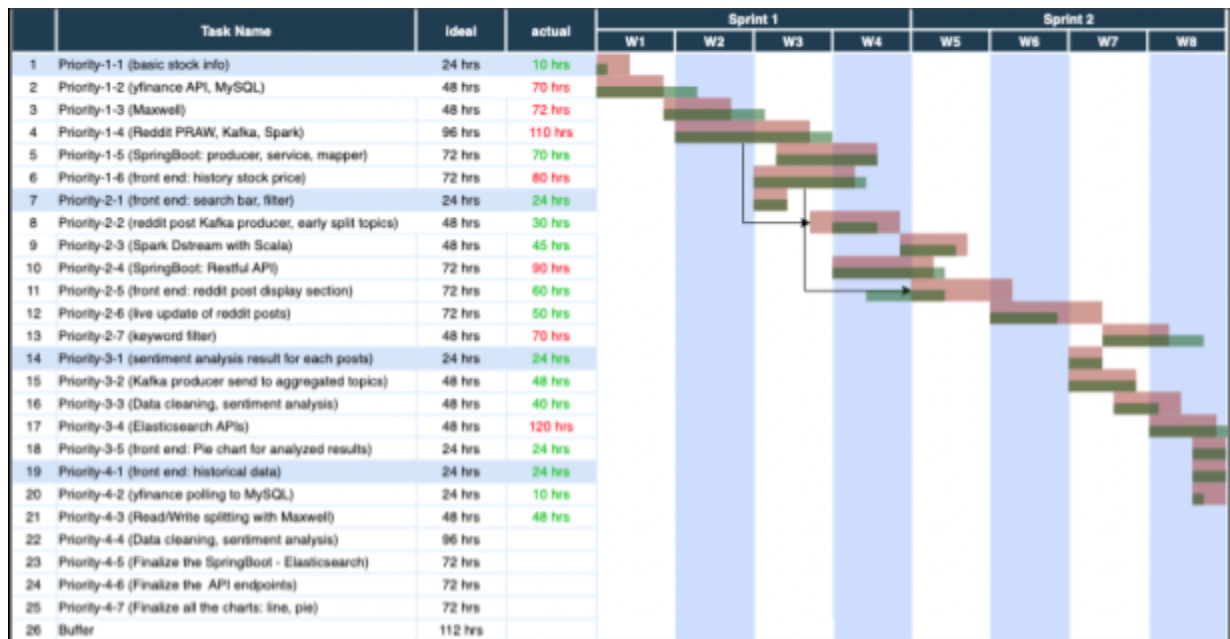 Task Name ideal actual Sprint 1 Sprint 2
W1 W2 W3 W4 W5 W6 W7 W8
1 Priority-1-1 (basic stock info) 24 hrs 10 hrs
2 Priority-1-2 (yfinance API, MySQL) 48 hrs 70 hrs
3 Priority-1-3 (Maxwell) 48 hrs 72 hrs
4 Priority-1-4 (Reddit PRAW, Kafka, Spark) 96 hrs 110 hrs
5 Priority-1-5 (SpringBoot: producer, service, mapper) 72 hrs 70 hrs
6 Priority-1-6 (front end: history stock price) 72 hrs 80 hrs
7 Priority-2-1 (front end: search bar, filter) 24 hrs 24 hrs
8 Priority-2-2 (reddit post Kafka producer, early split topics) 48 hrs 30 hrs
9 Priority-2-3 (Spark Dstream with Scala) 48 hrs 45 hrs
10 Priority-2-4 (SpringBoot: Restful API) 72 hrs 90 hrs
11 Priority-2-5 (front end: reddit post display section) 72 hrs 60 hrs
12 Priority-2-6 (live update of reddit posts) 72 hrs 50 hrs
13 Priority-2-7 (keyword filter) 48 hrs 70 hrs
14 Priority-3-1 (sentiment analysis result for each posts) 24 hrs 24 hrs
15 Priority-3-2 (Kafka producer send to aggregated topics) 48 hrs 48 hrs
16 Priority-3-3 (Data cleaning, sentiment analysis) 48 hrs 40 hrs
17 Priority-3-4 (Elasticsearch APIs) 48 hrs 120 hrs
18 Priority-3-5 (front end: Pie chart for analyzed results) 24 hrs 24 hrs
19 Priority-4-1 (front end: historical data) 24 hrs 24 hrs
20 Priority-4-2 (yfinance polling to MySQL) 24 hrs 10 hrs
21 Priority-4-3 (Read/Write splitting with Maxwell) 48 hrs 48 hrs
22 Priority-4-4 (Data cleaning, sentiment analysis) 96 hrs
23 Priority-4-5 (Finalize the SpringBoot - Elasticsearch) 72 hrs
24 Priority-4-6 (Finalize the API endpoints) 72 hrs
25 Priority-4-7 (Finalize all the charts: line, pie) 72 hrs
26 Buffer 112 hrs